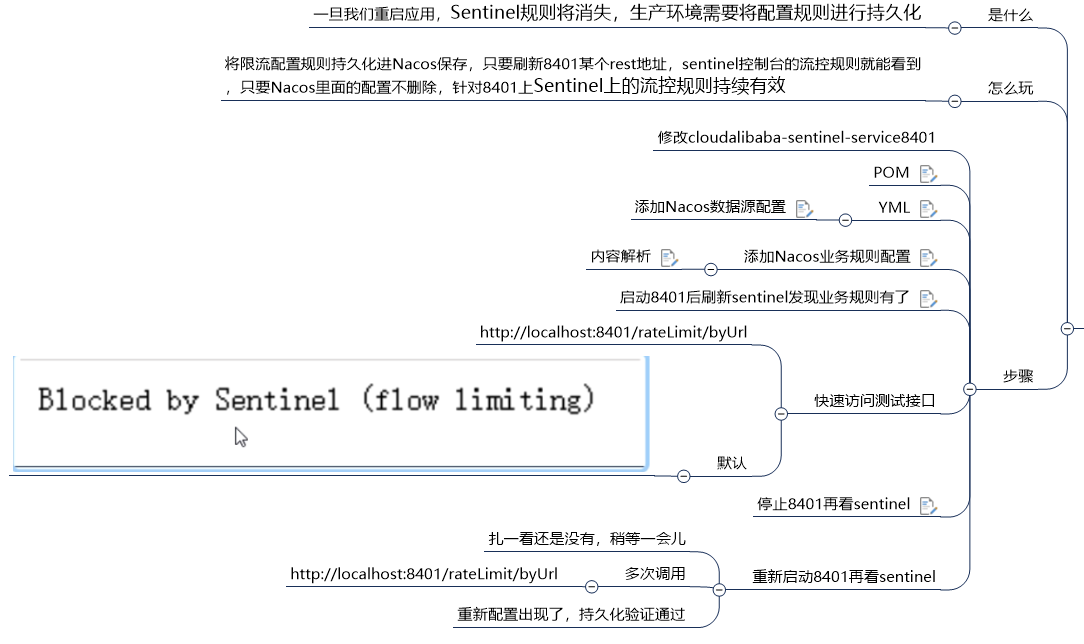 是什么
一旦我们重启应用，Sentinel规则将消失，生产环境需要将配置规则进行持久化
怎么玩
将限流配置规则持久化进Nacos保存，只要刷新8401某个rest地址，sentinel控制台的流控规则就能看到
，只要Nacos里面的配置不删除，针对8401上Sentinel上的流控规则持续有效
步骤
修改cloudalibaba-sentinel-service8401
POM
YML
添加Nacos数据源配置
添加Nacos业务规则配置
内容解析
启动8401后刷新sentinel发现业务规则有了
快速访问测试接口
http://localhost:8401/rateLimit/byUrl
默认
Blocked by Sentinel (flow limiting)
停止8401再看sentinel
重新启动8401再看sentinel
扎一看还是没有，稍等一会儿
多次调用
http://localhost:8401/rateLimit/byUrl
重新配置出现了，持久化验证通过